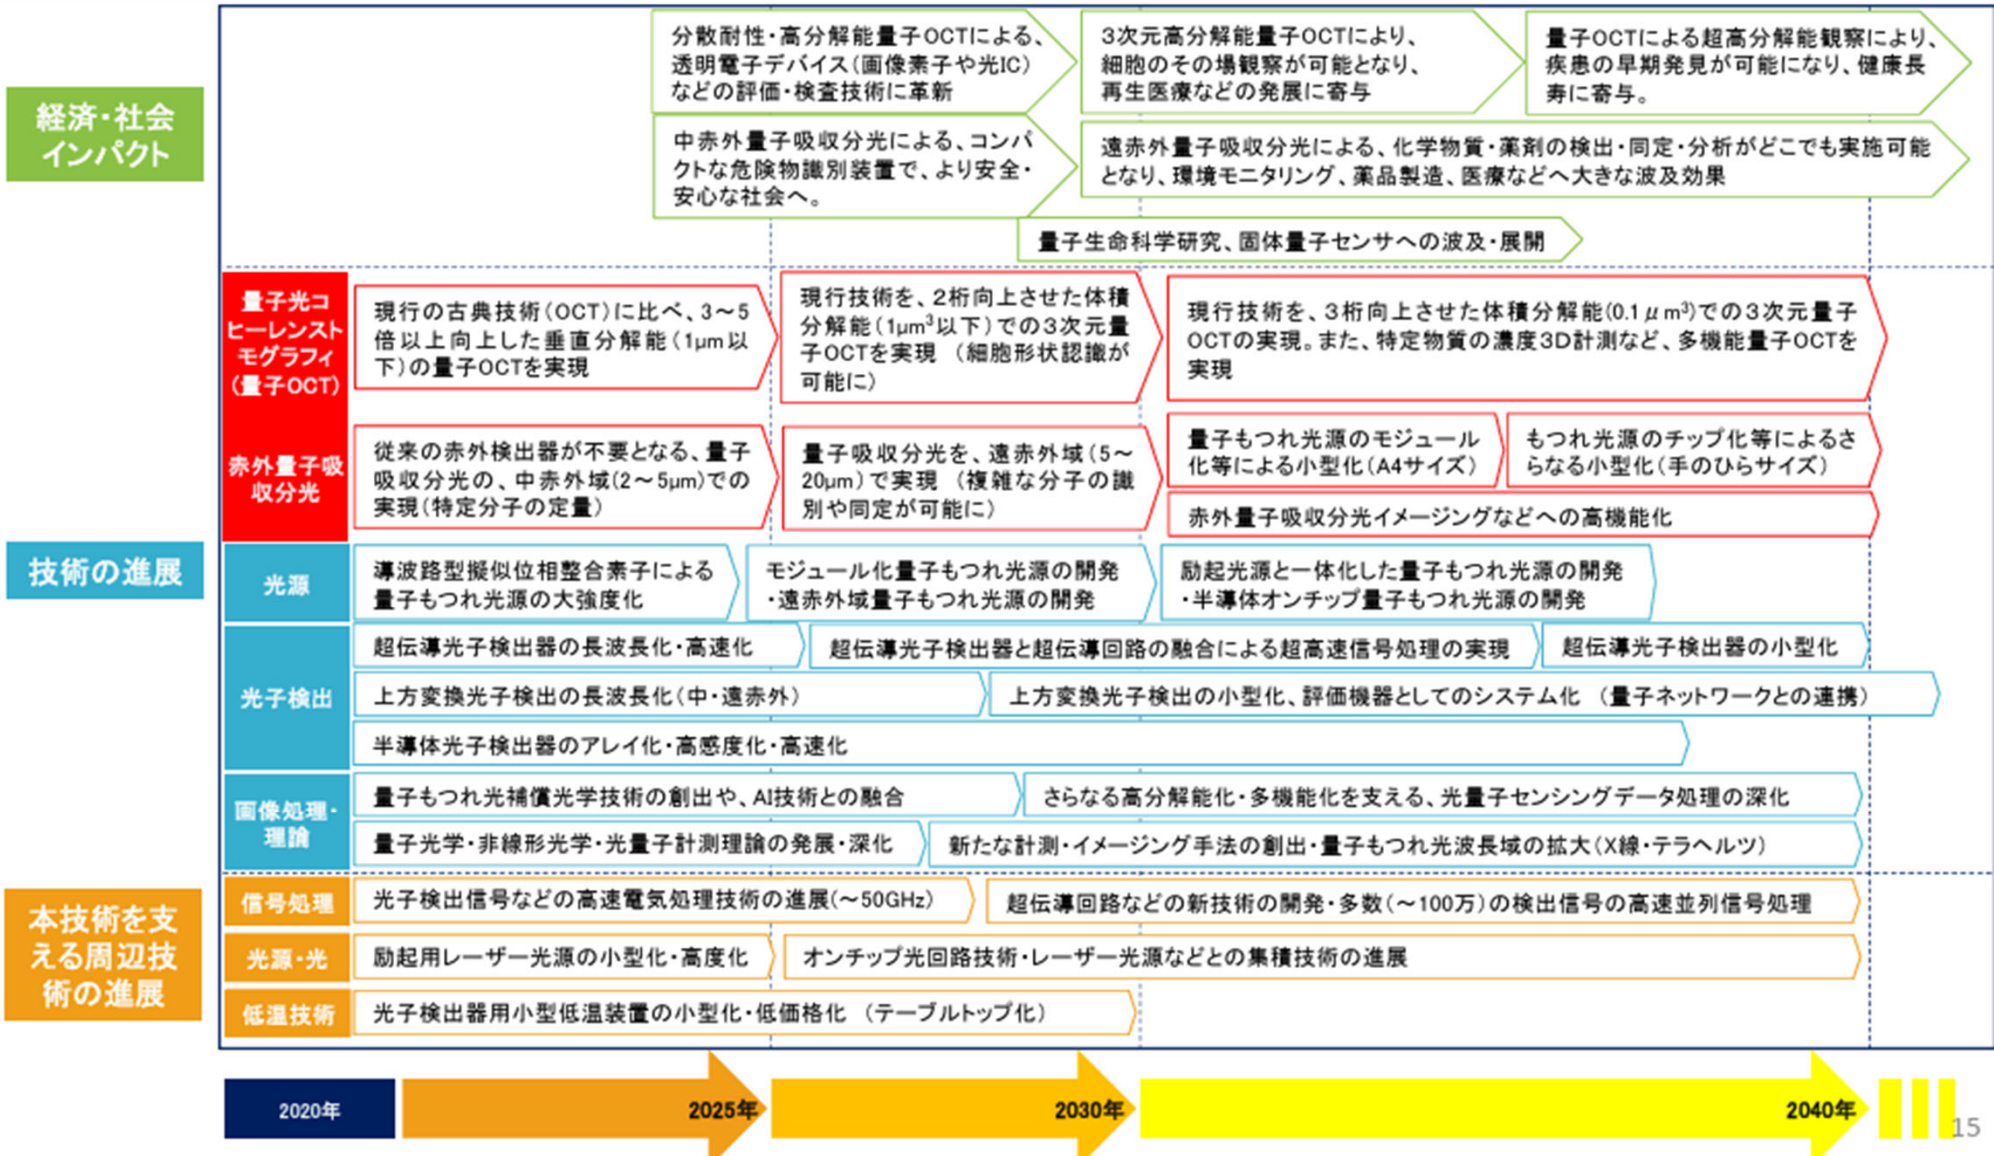 経済・社会
インパクト
分散耐性・高分解能量子OCTによる、
透明電子デバイス(画像素子や光IC)
などの評価・検査技術に革新
3次元高分解能量子OCTにより、
細胞のその場観察が可能となり、
再生医療などの発展に寄与
量子OCTによる超高分解能観察により、
疾患の早期発見が可能になり、健康長
寿に寄与。
中赤外量子吸収分光による、コンパ
クトな危険物識別装置で、より安全・
安心な社会へ。
遠赤外量子吸収分光による、化学物質・薬剤の検出・同定・分析がどこでも実施可能
となり、環境モニタリング、薬品製造、医療などへ大きな波及効果
量子生命科学研究、固体量子センサへの波及・展開
技術の進展
量子光コ
ヒーレンスト
モグラフィ
(量子OCT)
現行の古典技術(OCT)に比べ、3～5
倍以上向上した垂直分解能(1μm以
下)の量子OCTを実現
現行技術を、2桁向上させた体積
分解能(1μm³以下)での3次元量
子OCTを実現 (細胞形状認識が
可能に)
現行技術を、3桁向上させた体積分解能(0.1μm³)での3次元量子
OCTの実現。また、特定物質の濃度3D計測など、多機能量子OCTを
実現
赤外量子吸
収分光
従来の赤外検出器が不要となる、量子
吸収分光の、中赤外域(2～5μm)での
実現(特定分子の定量)
量子吸収分光を、遠赤外域(5～
20μm)で実現 (複雑な分子の識
別や同定が可能に)
量子もつれ光源のモジュール
化等による小型化(A4サイズ)
もつれ光源のチップ化等によるさ
らなる小型化(手のひらサイズ)
赤外量子吸収分光イメージングなどへの高機能化
光源
導波路型擬似位相整合素子による
量子もつれ光源の大強度化
モジュール化量子もつれ光源の開発
・遠赤外域量子もつれ光源の開発
励起光源と一体化した量子もつれ光源の開発
・半導体オンチップ量子もつれ光源の開発
光子検出
超伝導光子検出器の長波長化・高速化
超伝導光子検出器と超伝導回路の融合による超高速信号処理の実現
超伝導光子検出器の小型化
上方変換光子検出の長波長化(中・遠赤外)
上方変換光子検出の小型化、評価機器としてのシステム化 (量子ネットワークとの連携)
半導体光子検出器のアレイ化・高感度化・高速化
画像処理・
理論
量子もつれ光補償光学技術の創出や、AI技術との融合
さらなる高分解能化・多機能化を支える、光量子センシングデータ処理の深化
量子光学・非線形光学・光量子計測理論の発展・深化
新たな計測・イメージング手法の創出・量子もつれ光波長域の拡大(X線・テラヘルツ)
本技術を支
える周辺技
術の進展
信号処理
光子検出信号などの高速電気処理技術の進展(～50GHz)
超伝導回路などの新技術の開発・多数(～100万)の検出信号の高速並列信号処理
光源・光
励起用レーザー光源の小型化・高度化
オンチップ光回路技術・レーザー光源などとの集積技術の進展
低温技術
光子検出器用小型低温装置の小型化・低価格化 (テーブルトップ化)
2020年
2025年
2030年
2040年
15